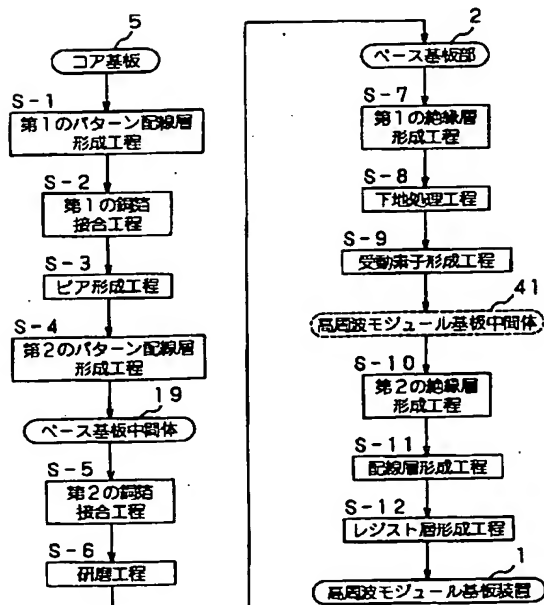 5
コア基板
S-1
第1のパターン配線層
形成工程
S-2
第1の銅箔
接合工程
S-3
ビア形成工程
S-4
第2のパターン配線層
形成工程
19
ベース基板中間体
S-5
第2の銅箔
接合工程
S-6
研磨工程
2
ベース基板部
S-7
第1の絶縁層
形成工程
S-8
下地処理工程
S-9
受動素子形成工程
41
高周波モジュール基板中間体
S-10
第2の絶縁層
形成工程
S-11
配線層形成工程
S-12
レジスト層形成工程
1
高周波モジュール基板装置